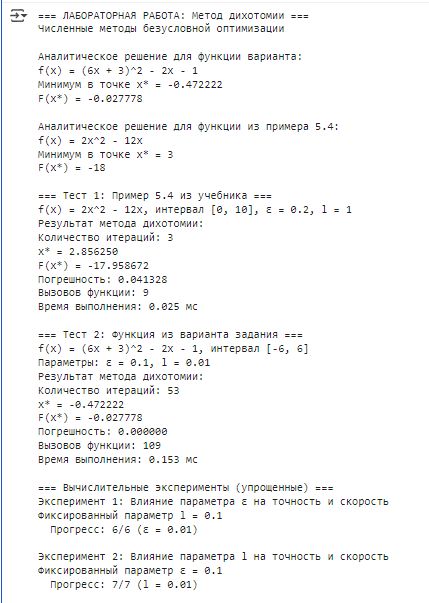 === ЛАБОРАТОРНАЯ РАБОТА: Метод дихотомии ===
Численные методы безусловной оптимизации
Аналитическое решение для функции варианта:
f(x) = (6x + 3)^2 - 2x - 1
Минимум в точке x* = -0.472222
F(x*) = -0.027778
Аналитическое решение для функции из примера 5.4:
f(x) = 2x^2 - 12x
Минимум в точке x* = 3
F(x*) = -18
=== Тест 1: Пример 5.4 из учебника ===
f(x) = 2x^2 - 12x, интервал [0, 10], ε = 0.2, l = 1
Результат метода дихотомии:
Количество итераций: 3
x* = 2.856250
F(x*) = -17.958672
Погрешность: 0.041328
Вызовов функции: 9
Время выполнения: 0.025 мс
=== Тест 2: Функция из варианта задания ===
f(x) = (6x + 3)^2 - 2x - 1, интервал [-6, 6]
Параметры: ε = 0.1, l = 0.01
Результат метода дихотомии:
Количество итераций: 53
x* = -0.472222
F(x*) = -0.027778
Погрешность: 0.000000
Вызовов функции: 109
Время выполнения: 0.153 мс
=== Вычислительные эксперименты (упрощенные) ===
Эксперимент 1: Влияние параметра ε на точность и скорость
Фиксированный параметр l = 0.1
Прогресс: 6/6 (ε = 0.01)
Эксперимент 2: Влияние параметра l на точность и скорость
Фиксированный параметр ε = 0.1
Прогресс: 7/7 (l = 0.01)